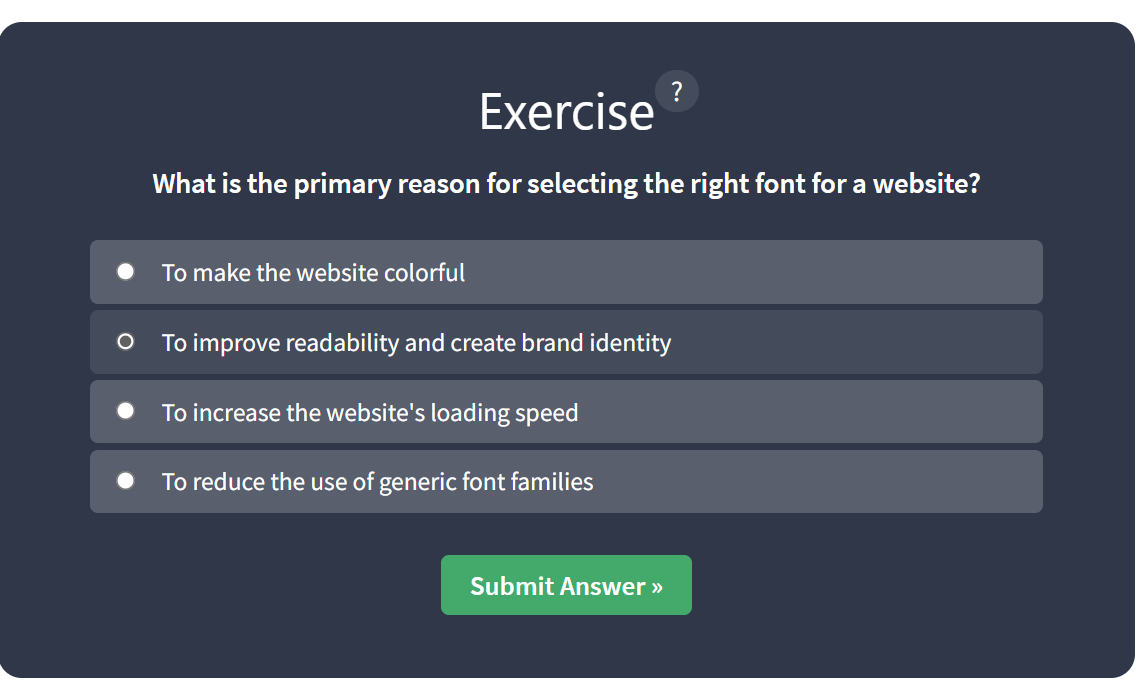 Exercise ?
What is the primary reason for selecting the right font for a website?
To make the website colorful
To improve readability and create brand identity
To increase the website's loading speed
To reduce the use of generic font families
Submit Answer »